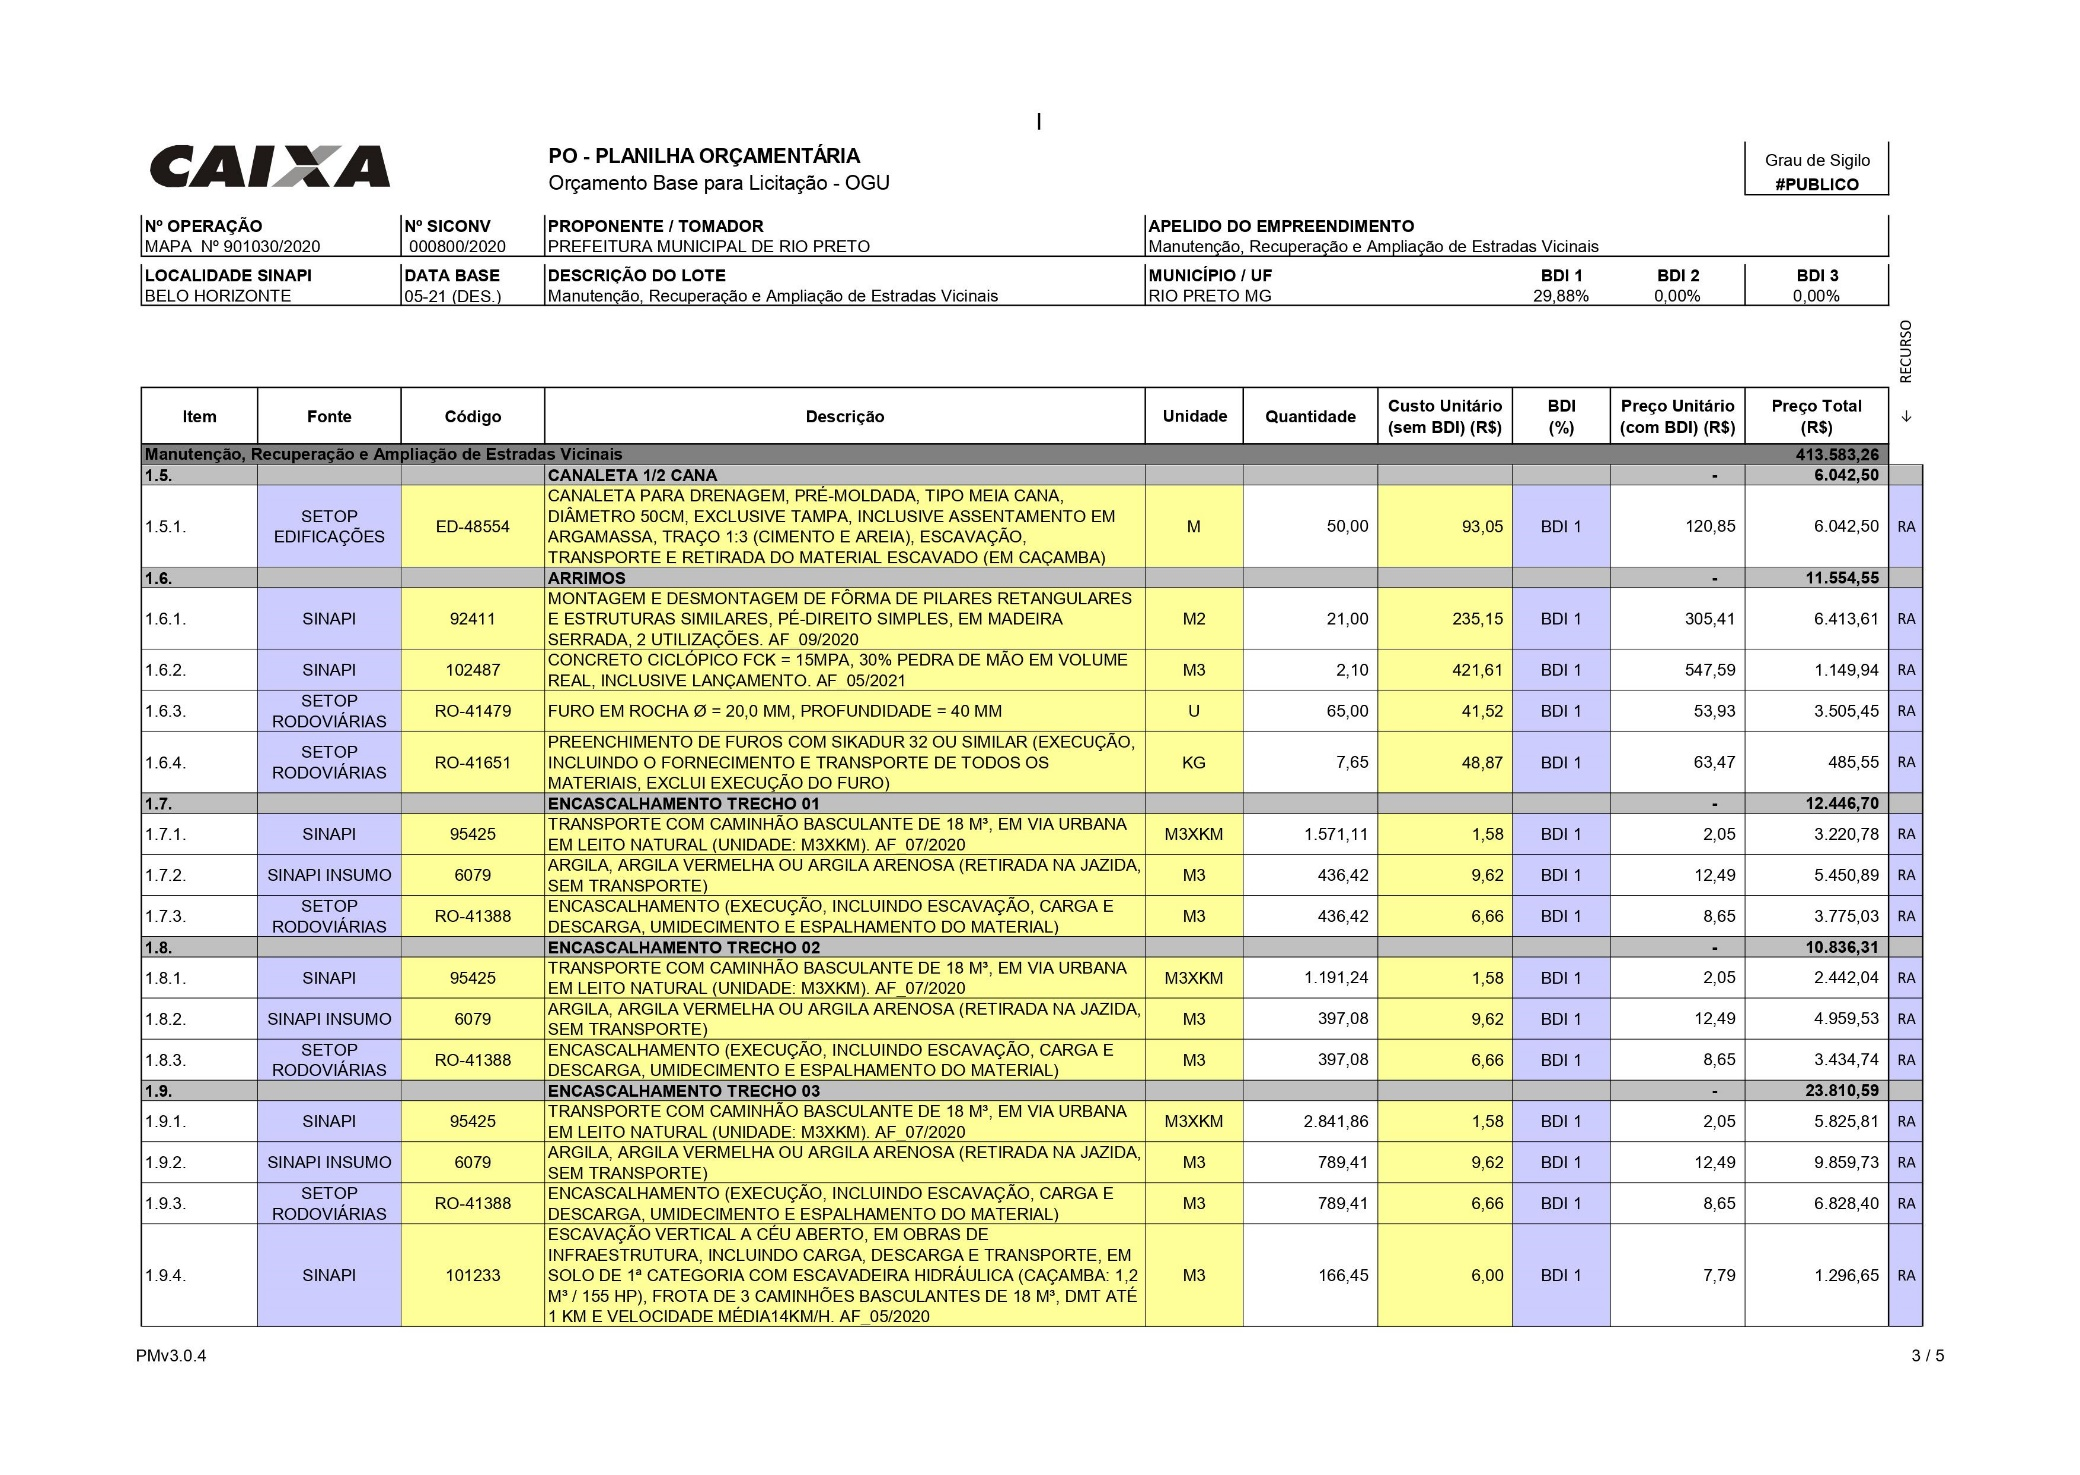 CAIXA
PO - PLANILHA ORÇAMENTÁRIA
Orçamento Base para Licitação - OGU
Grau de Sigilo
#PUBLICO
Nº OPERAÇÃO Nº SICONV PROPONENTE / TOMADOR APELIDO DO EMPREENDIMENTO
MAPA Nº 901030/2020 000800/2020 PREFEITURA MUNICIPAL DE RIO PRETO Manutenção, Recuperação e Ampliação de Estradas Vicinais
LOCALIDADE SINAPI DATA BASE DESCRIÇÃO DO LOTE MUNICÍPIO / UF BDI 1 BDI 2 BDI 3
BELO HORIZONTE 05-21 (DES.) Manutenção, Recuperação e Ampliação de Estradas Vicinais RIO PRETO MG 29,88% 0,00% 0,00%
RECURSO
↓
Item Fonte Código Descrição Unidade Quantidade Custo Unitário (sem BDI) (R$) BDI (%) Preço Unitário (com BDI) (R$) Preço Total (R$)
Manutenção, Recuperação e Ampliação de Estradas Vicinais 413.583,26
1.5. CANALETA 1/2 CANA - 6.042,50
1.5.1. SETOP EDIFICAÇÕES ED-48554 CANALETA PARA DRENAGEM, PRÉ-MOLDADA, TIPO MEIA CANA,
DIÂMETRO 50CM, EXCLUSIVE TAMPA, INCLUSIVE ASSENTAMENTO EM
ARGAMASSA, TRAÇO 1:3 (CIMENTO E AREIA), ESCAVAÇÃO,
TRANSPORTE E RETIRADA DO MATERIAL ESCAVADO (EM CAÇAMBA) M 50,00 93,05 BDI 1 120,85 6.042,50 RA
1.6. ARRIMOS - 11.554,55
1.6.1. SINAPI 92411 MONTAGEM E DESMONTAGEM DE FÔRMA DE PILARES RETANGULARES
E ESTRUTURAS SIMILARES, PÉ-DIREITO SIMPLES, EM MADEIRA
SERRADA, 2 UTILIZAÇÕES. AF_09/2020 M2 21,00 235,15 BDI 1 305,41 6.413,61 RA
1.6.2. SINAPI 102487 CONCRETO CICLÓPICO FCK = 15MPA, 30% PEDRA DE MÃO EM VOLUME
REAL, INCLUSIVE LANÇAMENTO. AF_05/2021 M3 2,10 421,61 BDI 1 547,59 1.149,94 RA
1.6.3. SETOP RODOVIÁRIAS RO-41479 FURO EM ROCHA Ø = 20,0 MM, PROFUNDIDADE = 40 MM U 65,00 41,52 BDI 1 53,93 3.505,45 RA
1.6.4. SETOP RODOVIÁRIAS RO-41651 PREENCHIMENTO DE FUROS COM SIKADUR 32 OU SIMILAR (EXECUÇÃO,
INCLUINDO O FORNECIMENTO E TRANSPORTE DE TODOS OS
MATERIAIS, EXCLUI EXECUÇÃO DO FURO) KG 7,65 48,87 BDI 1 63,47 485,55 RA
1.7. ENCASCALHAMENTO TRECHO 01 - 12.446,70
1.7.1. SINAPI 95425 TRANSPORTE COM CAMINHÃO BASCULANTE DE 18 M³, EM VIA URBANA
EM LEITO NATURAL (UNIDADE: M3XKM). AF_07/2020 M3XKM 1.571,11 1,58 BDI 1 2,05 3.220,78 RA
1.7.2. SINAPI INSUMO 6079 ARGILA, ARGILA VERMELHA OU ARGILA ARENOSA (RETIRADA NA JAZIDA,
SEM TRANSPORTE) M3 436,42 9,62 BDI 1 12,49 5.450,89 RA
1.7.3. SETOP RODOVIÁRIAS RO-41388 ENCASCALHAMENTO (EXECUÇÃO, INCLUINDO ESCAVAÇÃO, CARGA E
DESCARGA, UMIDECIMENTO E ESPALHAMENTO DO MATERIAL) M3 436,42 6,66 BDI 1 8,65 3.775,03 RA
1.8. ENCASCALHAMENTO TRECHO 02 - 10.836,31
1.8.1. SINAPI 95425 TRANSPORTE COM CAMINHÃO BASCULANTE DE 18 M³, EM VIA URBANA
EM LEITO NATURAL (UNIDADE: M3XKM). AF_07/2020 M3XKM 1.191,24 1,58 BDI 1 2,05 2.442,04 RA
1.8.2. SINAPI INSUMO 6079 ARGILA, ARGILA VERMELHA OU ARGILA ARENOSA (RETIRADA NA JAZIDA,
SEM TRANSPORTE) M3 397,08 9,62 BDI 1 12,49 4.959,53 RA
1.8.3. SETOP RODOVIÁRIAS RO-41388 ENCASCALHAMENTO (EXECUÇÃO, INCLUINDO ESCAVAÇÃO, CARGA E
DESCARGA, UMIDECIMENTO E ESPALHAMENTO DO MATERIAL) M3 397,08 6,66 BDI 1 8,65 3.434,74 RA
1.9. ENCASCALHAMENTO TRECHO 03 - 23.810,59
1.9.1. SINAPI 95425 TRANSPORTE COM CAMINHÃO BASCULANTE DE 18 M³, EM VIA URBANA
EM LEITO NATURAL (UNIDADE: M3XKM). AF_07/2020 M3XKM 2.841,86 1,58 BDI 1 2,05 5.825,81 RA
1.9.2. SINAPI INSUMO 6079 ARGILA, ARGILA VERMELHA OU ARGILA ARENOSA (RETIRADA NA JAZIDA,
SEM TRANSPORTE) M3 789,41 9,62 BDI 1 12,49 9.859,73 RA
1.9.3. SETOP RODOVIÁRIAS RO-41388 ENCASCALHAMENTO (EXECUÇÃO, INCLUINDO ESCAVAÇÃO, CARGA E
DESCARGA, UMIDECIMENTO E ESPALHAMENTO DO MATERIAL) M3 789,41 6,66 BDI 1 8,65 6.828,40 RA
1.9.4. SINAPI 101233 ESCAVAÇÃO VERTICAL A CÉU ABERTO, EM OBRAS DE
INFRAESTRUTURA, INCLUINDO CARGA, DESCARGA E TRANSPORTE, EM
SOLO DE 1ª CATEGORIA COM ESCAVADEIRA HIDRÁULICA (CAÇAMBA: 1,2
M³ / 155 HP), FROTA DE 3 CAMINHÕES BASCULANTES DE 18 M³, DMT ATÉ
1 KM E VELOCIDADE MÉDIA14KM/H. AF_05/2020 M3 166,45 6,00 BDI 1 7,79 1.296,65 RA
PMv3.0.4 3 / 5